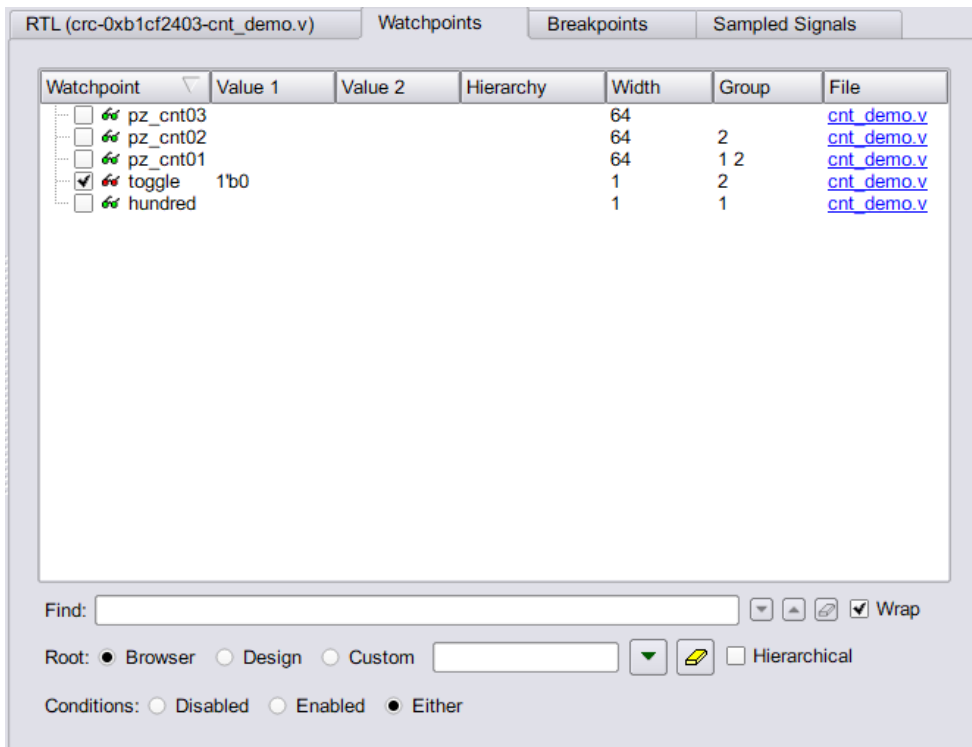 RTL (crc-0xb1cf2403-cnt_demo.v) Watchpoints Breakpoints Sampled Signals
Watchpoint Value 1 Value 2 Hierarchy Width Group File
pz_cnt03 64 cnt_demo.v
pz_cnt02 64 2 cnt_demo.v
pz_cnt01 64 1 2 cnt_demo.v
toggle 1'b0 1 2 cnt_demo.v
hundred 1 1 cnt_demo.v
Find: Wrap
Root: Browser Design Custom Hierarchical
Conditions: Disabled Enabled Either